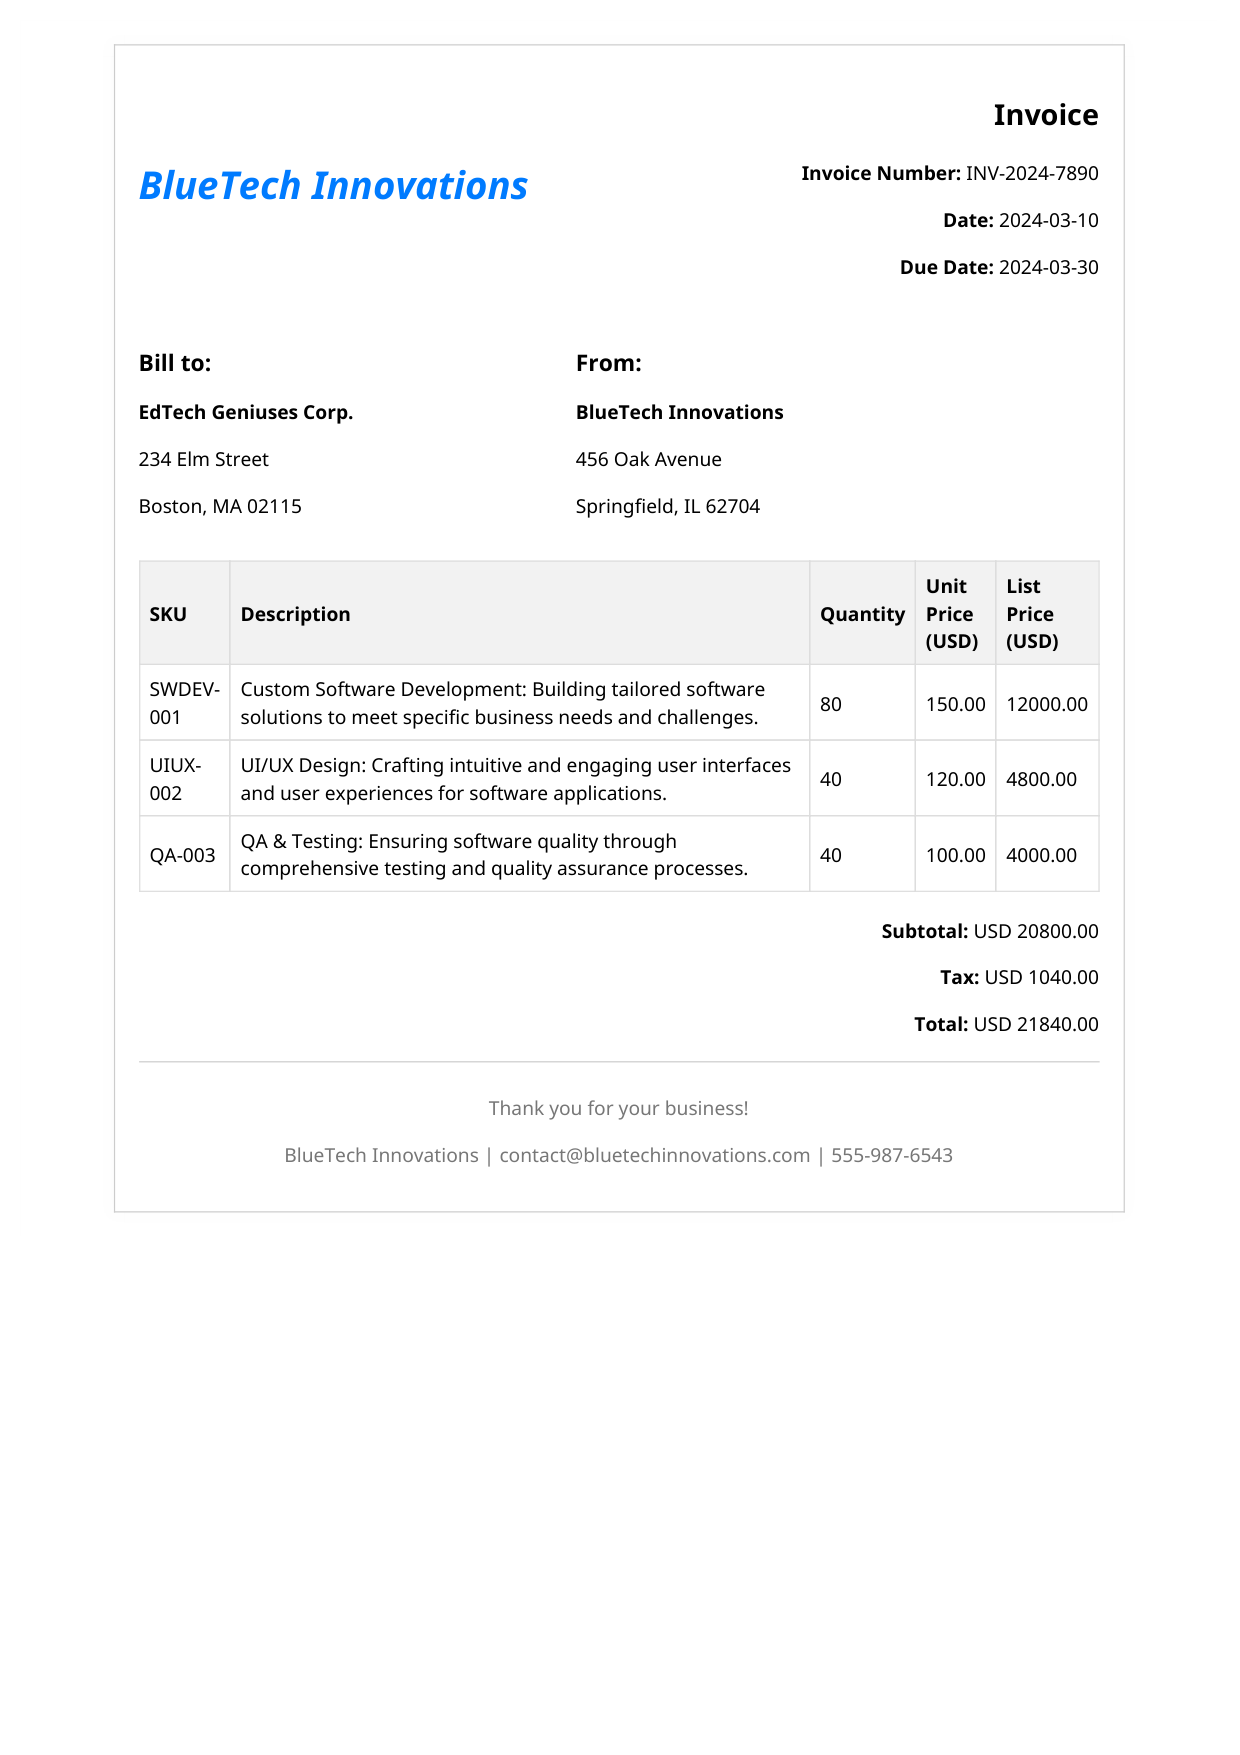 Invoice
BlueTech Innovations
Invoice Number: INV-2024-7890
Date: 2024-03-10
Due Date: 2024-03-30
Bill to:
EdTech Geniuses Corp.
234 Elm Street
Boston, MA 02115
From:
BlueTech Innovations
456 Oak Avenue
Springfield, IL 62704
SKU Description Quantity Unit Price (USD) List Price (USD)
SWDEV-001 Custom Software Development: Building tailored software solutions to meet specific business needs and challenges. 80 150.00 12000.00
UIUX-002 UI/UX Design: Crafting intuitive and engaging user interfaces and user experiences for software applications. 40 120.00 4800.00
QA-003 QA & Testing: Ensuring software quality through comprehensive testing and quality assurance processes. 40 100.00 4000.00
Subtotal: USD 20800.00
Tax: USD 1040.00
Total: USD 21840.00
Thank you for your business!
BlueTech Innovations | contact@bluetechinnovations.com | 555-987-6543